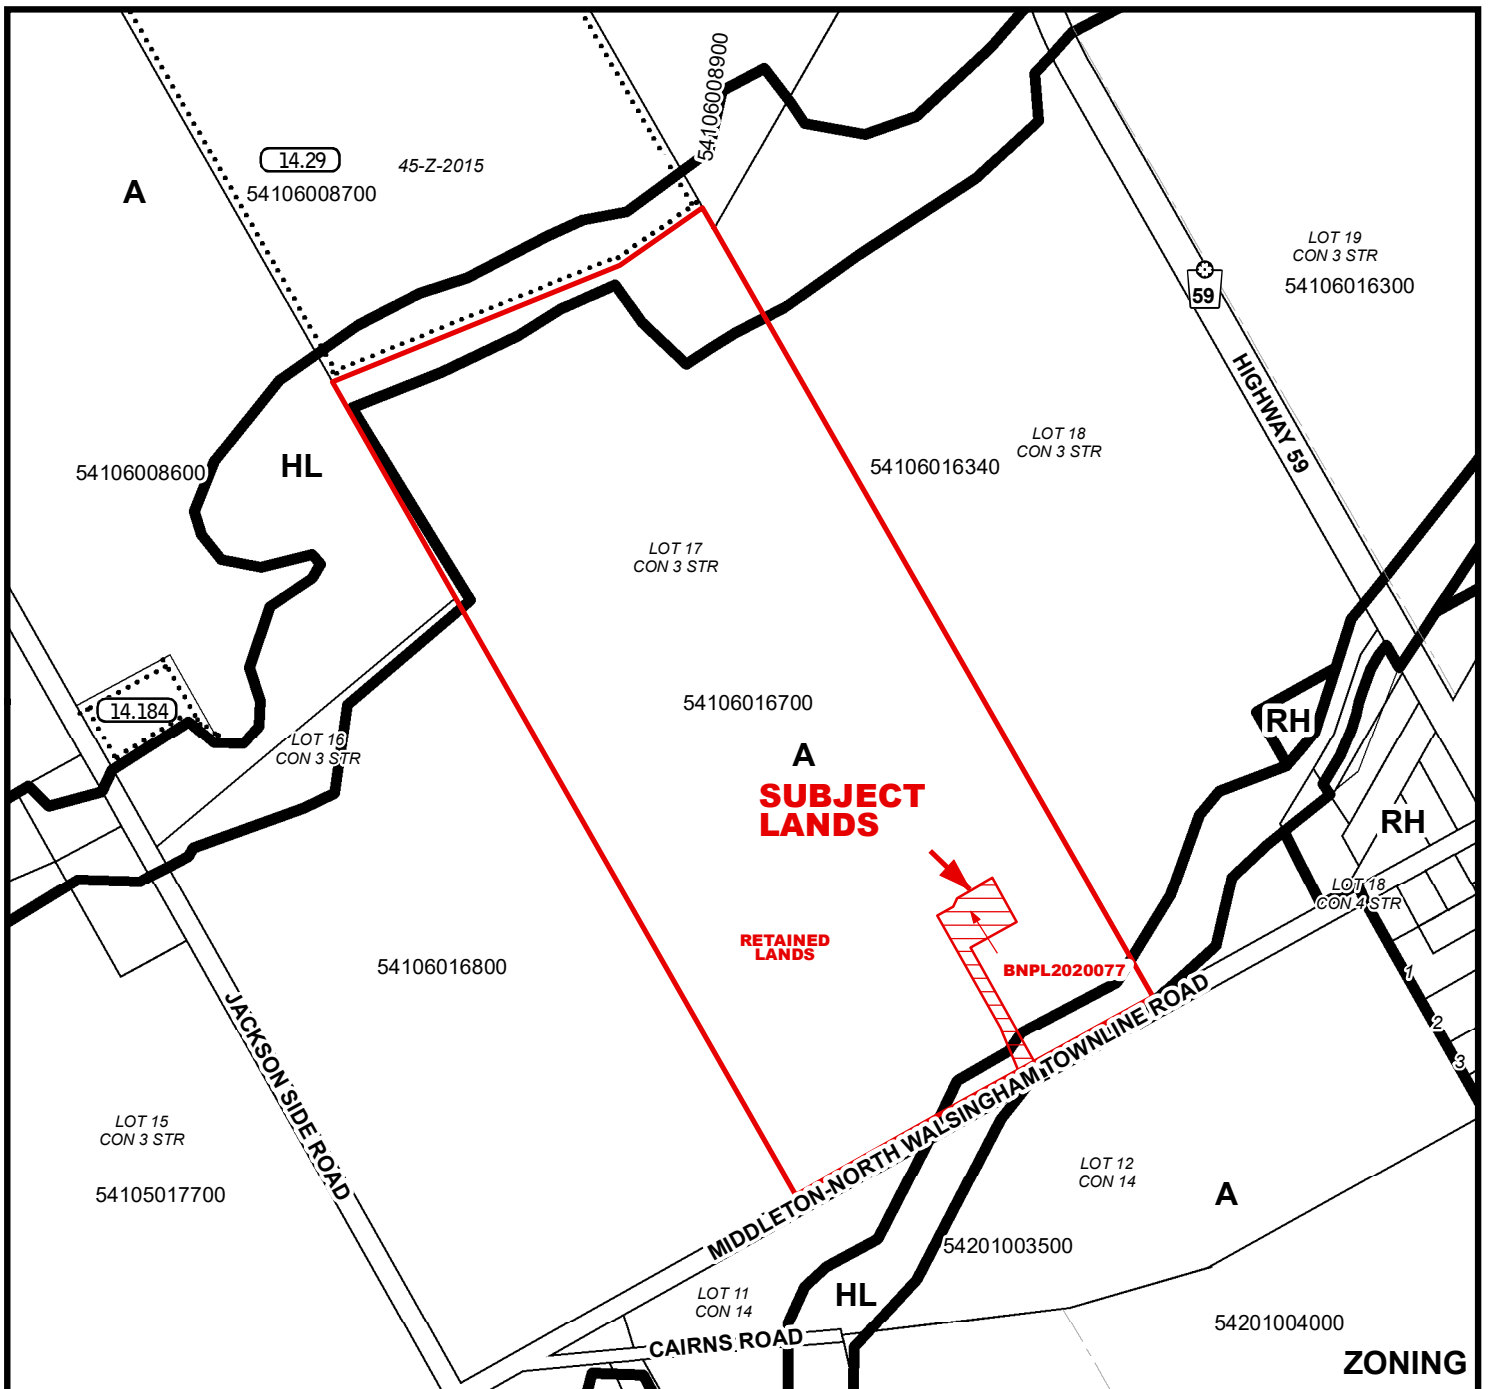 54106008900
14.29
45-Z-2015
A
54106008700
LOT 19
CON 3 STR
54106016300
59
HIGHWAY 59
LOT 18
CON 3 STR
54106016340
54106008600
HL
LOT 17
CON 3 STR
54106016700
A
14.184
LOT 16
CON 3 STR
RH
RH
SUBJECT
LANDS
LOT 18
CON 4 STR
RETAINED
LANDS
BNPL2020077
54106016800
1
2
3
JACKSON SIDE ROAD
MIDDLETON-NORTH WALSINGHAM TOWNLINE ROAD
LOT 15
CON 3 STR
54105017700
LOT 12
CON 14
A
54201003500
LOT 11
CON 14
HL
CAIRNS ROAD
54201004000
ZONING